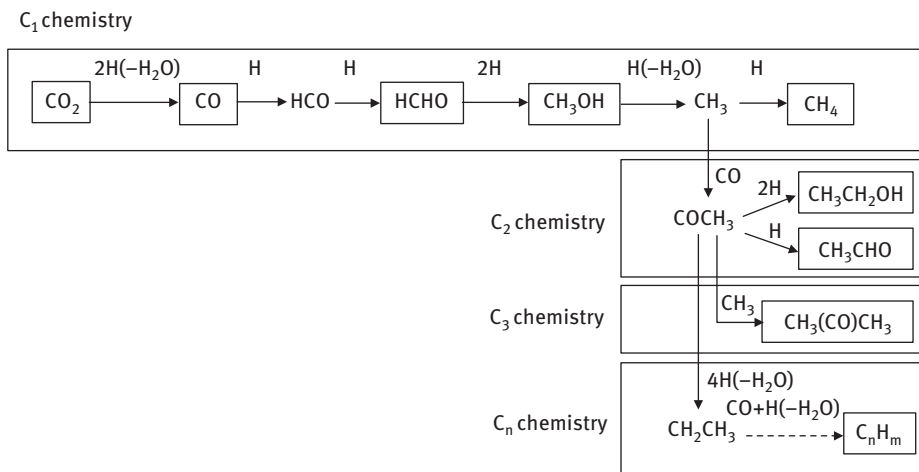 C₁ chemistry
2H(–H₂O) H H 2H H(–H₂O) H
CO₂ CO HCO HCHO CH₃OH CH₃ CH₄
CO
C₂ chemistry
COCH₃
2H
CH₃CH₂OH
H
CH₃CHO
C₃ chemistry
CH₃
CH₃(CO)CH₃
4H(–H₂O)
CO+H(–H₂O)
Cₙ chemistry
CH₂CH₃
CₙHₘ